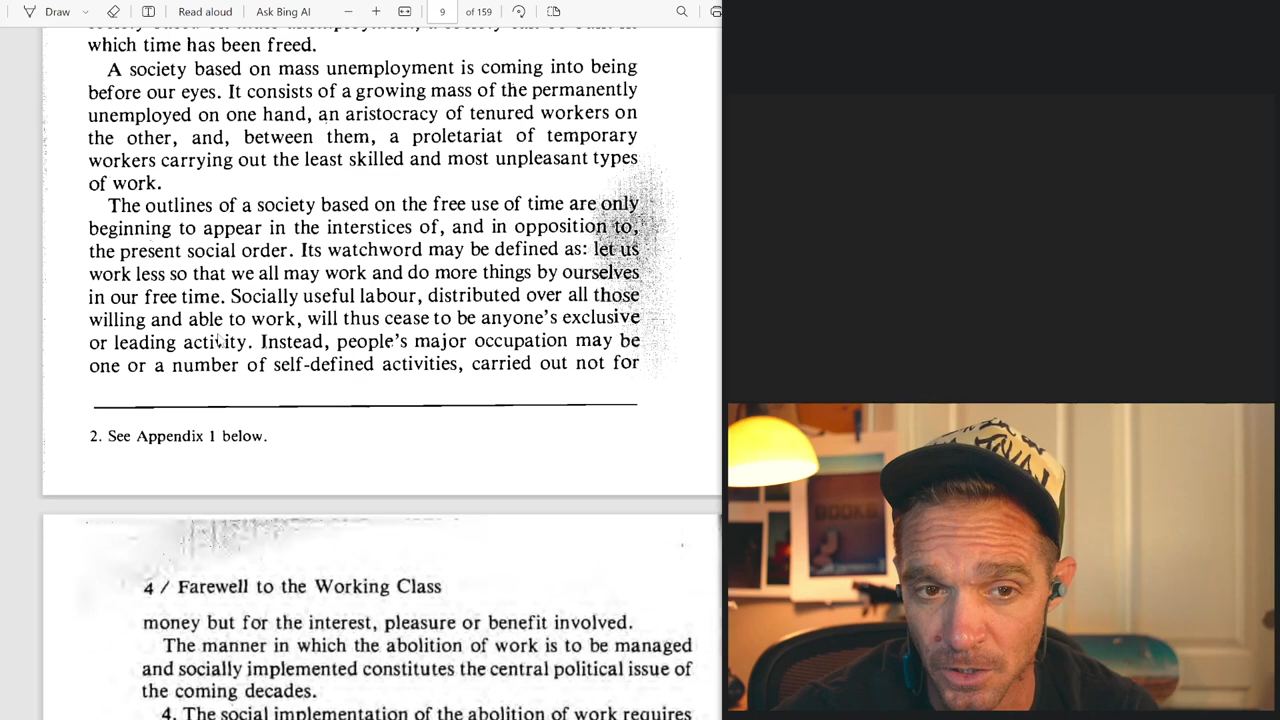 Draw
Read aloud
Ask Bing AI
9
of 159
which time has been freed.
A society based on mass unemployment is coming into being
before our eyes. It consists of a growing mass of the permanently
unemployed on one hand, an aristocracy of tenured workers on
the other, and, between them, a proletariat of temporary
workers carrying out the least skilled and most unpleasant types
of work.
The outlines of a society based on the free use of time are only
beginning to appear in the interstices of, and in opposition to,
the present social order. Its watchword may be defined as: let us
work less so that we all may work and do more things by ourselves
in our free time. Socially useful labour, distributed over all those
willing and able to work, will thus cease to be anyone's exclusive
or leading activity. Instead, people's major occupation may be
one or a number of self-defined activities, carried out not for
2. See Appendix 1 below.
4 / Farewell to the Working Class
money but for the interest, pleasure or benefit involved.
The manner in which the abolition of work is to be managed
and socially implemented constitutes the central political issue of
the coming decades.
4. The social implementation of the abolition of work requires
BOOKS